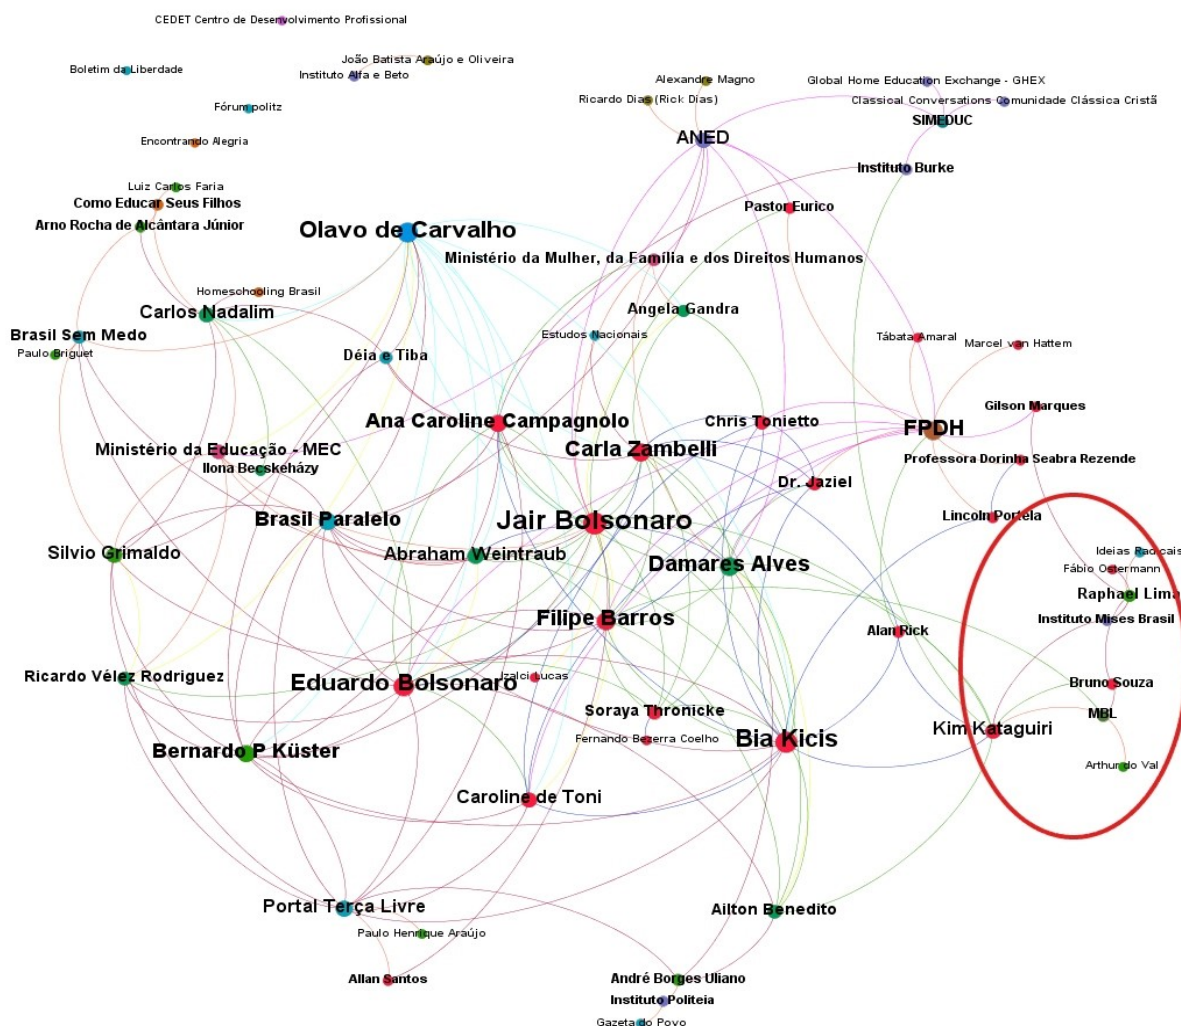 CEDET Centro de Desenvolvimento Profissional
João Batista Araújo e Oliveira
Boletim da Liberdade
Instituto Alfa e Beto
Alexandre Magno
Global Home Education Exchange - GHEX
Ricardo Dias (Rick Dias)
Classical Conversations Comunidade Clássica Cristã
Fórum politz
SIMEDUC
ANED
Encontrando Alegria
Instituto Burke
Luiz Carlos Faria
Como Educar Seus Filhos
Pastor Eurico
Arno Rocha de Alcântara Júnior
Olavo de Carvalho
Ministério da Mulher, da Família e dos Direitos Humanos
Homeschooling Brasil
Carlos Nadalim
Angela Gandra
Brasil Sem Medo
Estudos Nacionais
Tábata Amaral
Marcel van Hattem
Paulo Briguet
Déia e Tiba
Gilson Marques
Ana Caroline Campagnolo
Chris Tonietto
FPDH
Ministério da Educação - MEC
Carla Zambelli
Professora Dorinha Seabra Rezende
Ilona Becskeházy
Dr. Jaziel
Brasil Paralelo
Jair Bolsonaro
Lincoln Portela
Silvio Grimaldo
Abraham Weintraub
Damares Alves
Ideias Radicais
Fábio Ostermann
Raphael Lima
Filipe Barros
Instituto Mises Brasil
Alan Rick
Ricardo Vélez Rodriguez
Eduardo Bolsonaro
Izalci Lucas
Bruno Souza
Soraya Thronicke
MBL
Kim Kataguiri
Bernardo P Küster
Fernando Bezerra Coelho
Bia Kicis
Arthur do Val
Caroline de Toni
Portal Terça Livre
Ailton Benedito
Paulo Henrique Araújo
Allan Santos
André Borges Uliano
Instituto Politeia
Gazeta do Povo